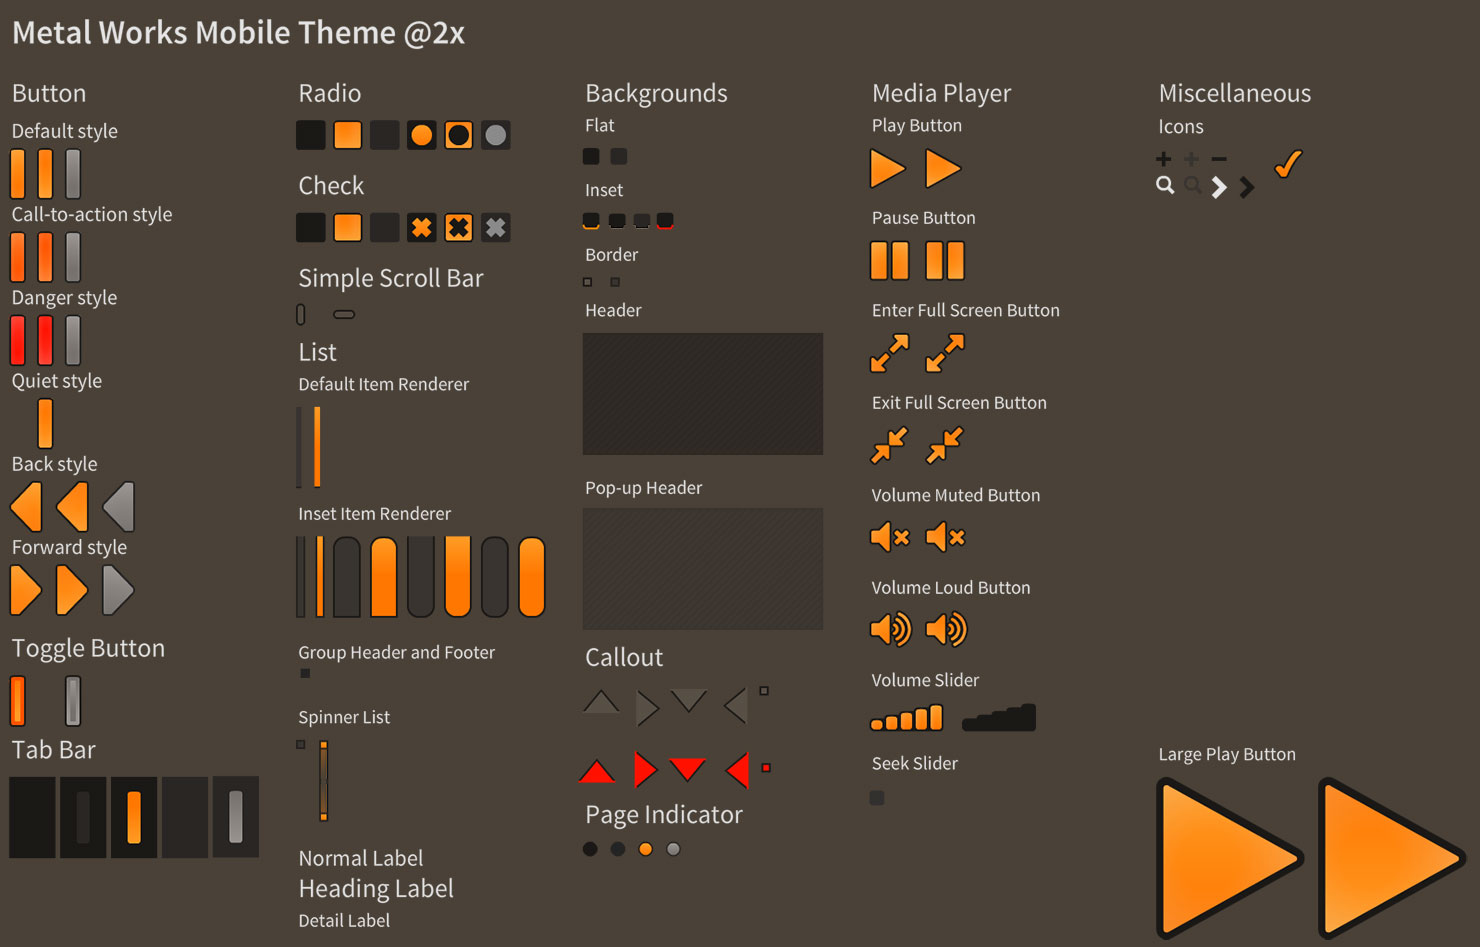 Metal Works Mobile Theme @2x
Button
Default style
Call-to-action style
Danger style
Quiet style
Back style
Forward style
Toggle Button
Tab Bar
Radio
Check
Simple Scroll Bar
List
Default Item Renderer
Inset Item Renderer
Group Header and Footer
Spinner List
Normal Label
Heading Label
Detail Label
Backgrounds
Flat
Inset
Border
Header
Pop-up Header
Callout
Page Indicator
Media Player
Play Button
Pause Button
Enter Full Screen Button
Exit Full Screen Button
Volume Muted Button
Volume Loud Button
Volume Slider
Seek Slider
Miscellaneous
Icons
Large Play Button